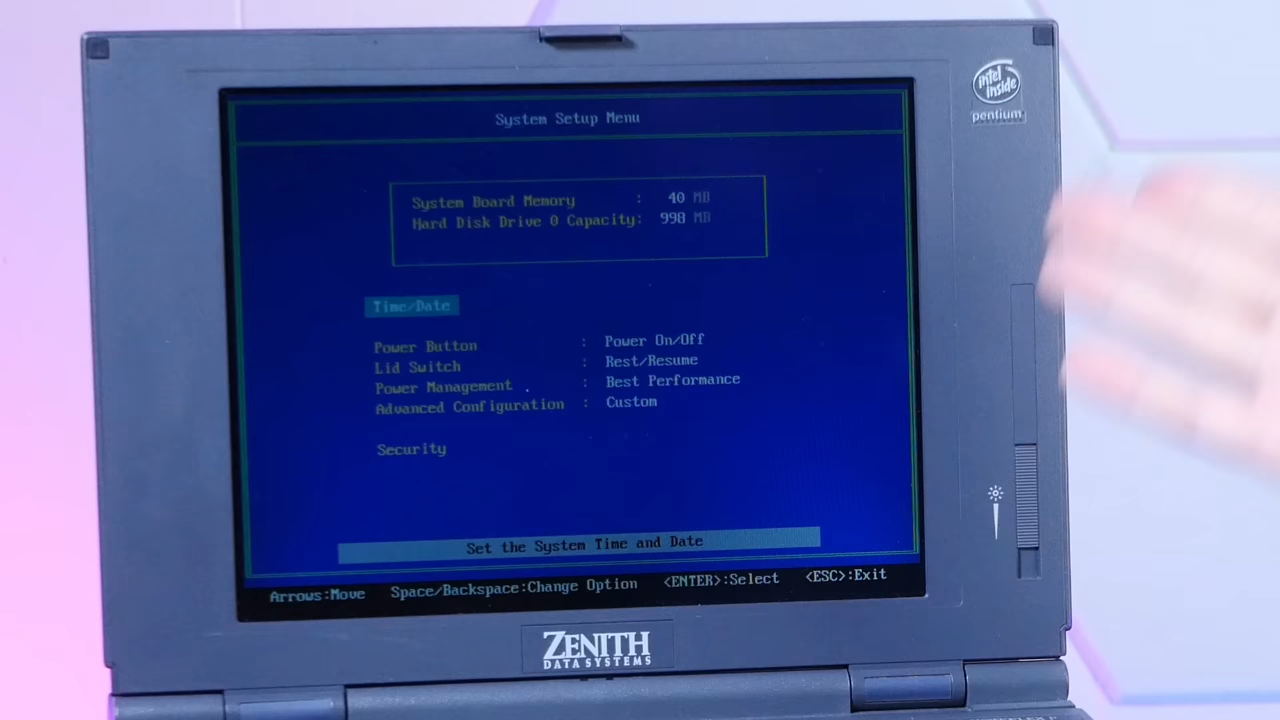 System Setup Menu
intel
inside
pentium
System Board Memory : 40 MB
Hard Disk Drive 0 Capacity: 998 MB
Time/Date
Power Button : Power On/Off
Lid Switch : Rest/Resume
Power Management : Best Performance
Advanced Configuration : Custom
Security
Set the System Time and Date
Arrows:Move Space/Backspace:Change Option <ENTER>:Select <ESC>:Exit
ZENITH
DATA SYSTEMS